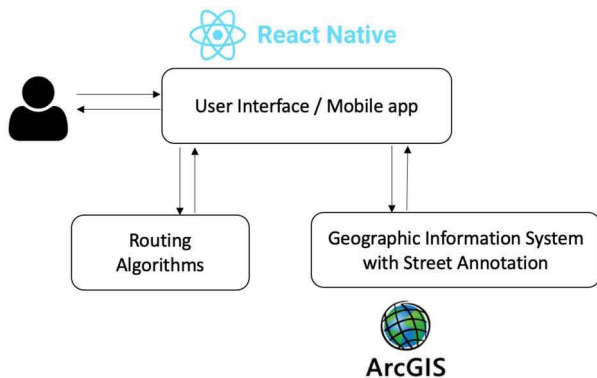 React Native
User Interface / Mobile app
Routing
Algorithms
Geographic Information System
with Street Annotation
ArcGIS